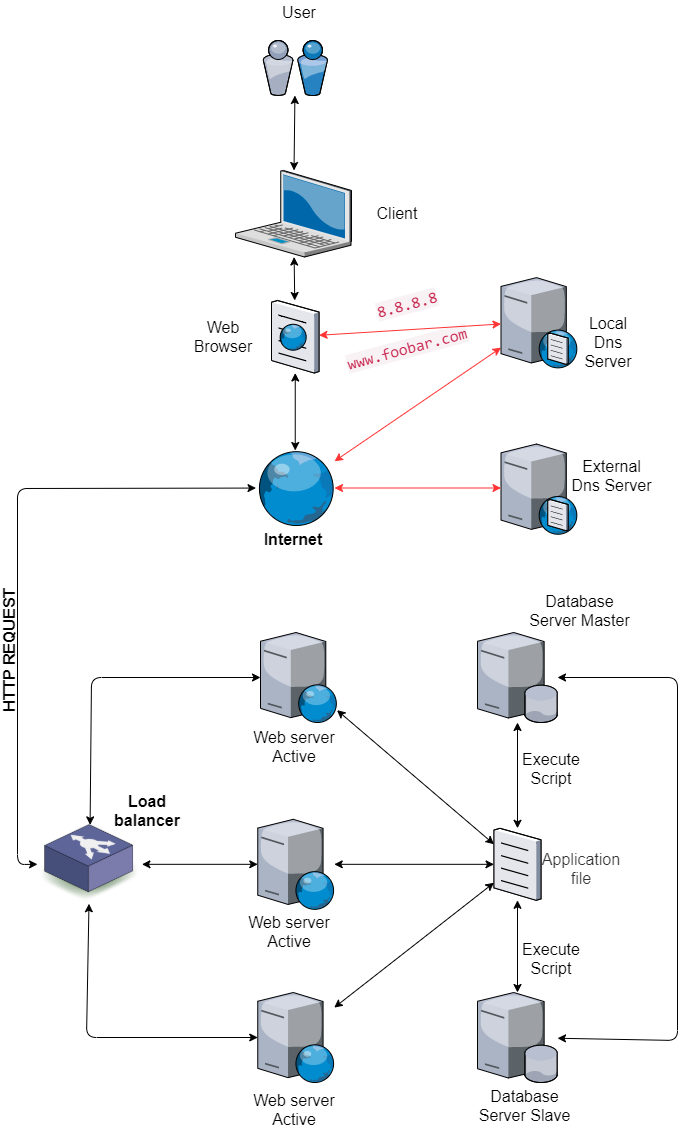 User
Client
8.8.8.8
Web
Browser
www.foobar.com
Local
Dns
Server
External
Dns Server
Internet
HTTP REQUEST
Database
Server Master
Web server
Active
Execute
Script
Load
balancer
Application
file
Web server
Active
Execute
Script
Web server
Active
Database
Server Slave